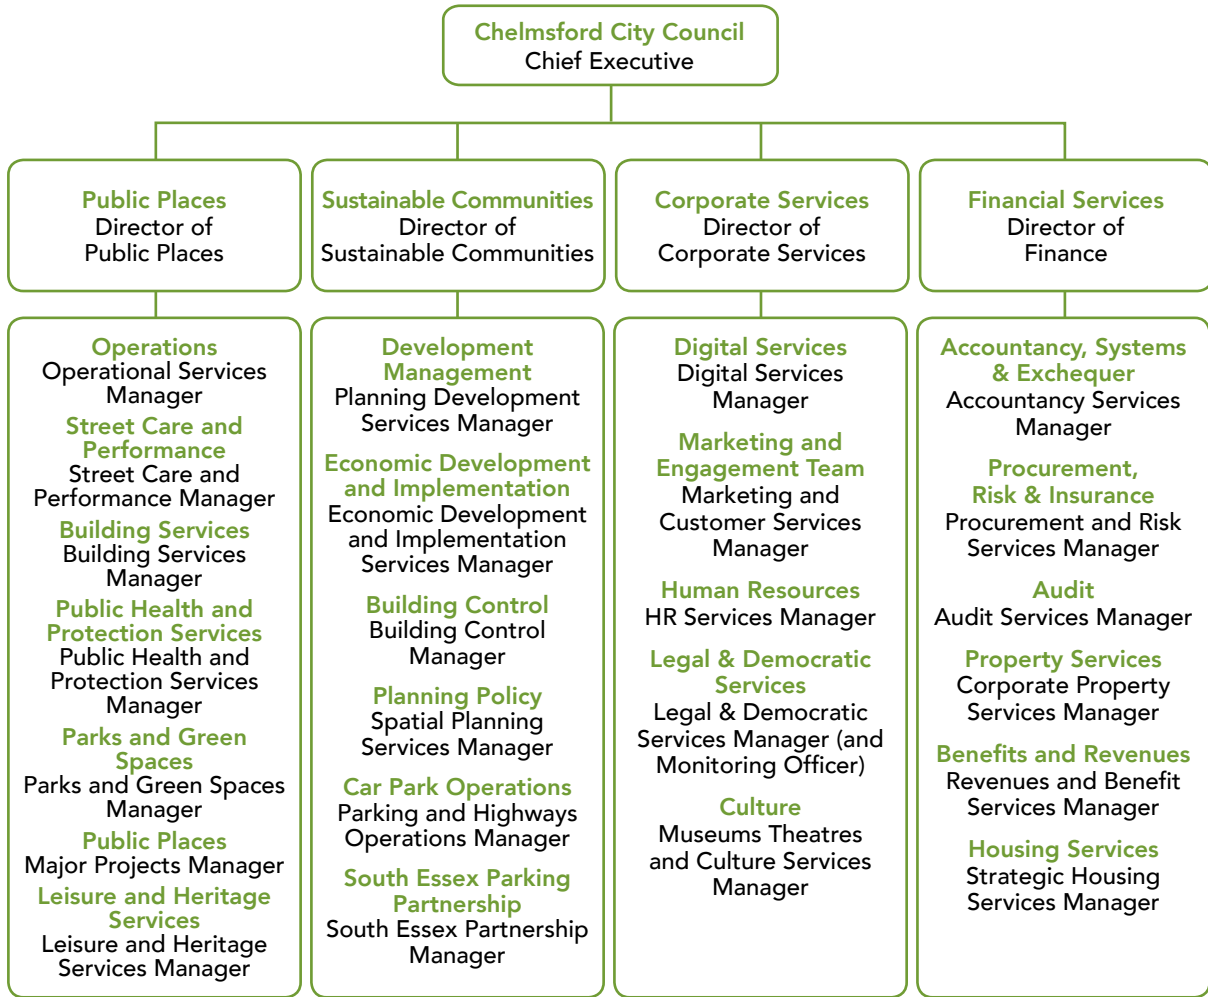 Chelmsford City Council
Chief Executive
Public Places
Director of
Public Places
Sustainable Communities
Director of
Sustainable Communities
Corporate Services
Director of
Corporate Services
Financial Services
Director of
Finance
Operations
Operational Services
Manager
Street Care and
Performance
Street Care and
Performance Manager
Building Services
Building Services
Manager
Public Health and
Protection Services
Public Health and
Protection Services
Manager
Parks and Green
Spaces
Parks and Green Spaces
Manager
Public Places
Major Projects Manager
Leisure and Heritage
Services
Leisure and Heritage
Services Manager
Development
Management
Planning Development
Services Manager
Economic Development
and Implementation
Economic Development
and Implementation
Services Manager
Building Control
Building Control
Manager
Planning Policy
Spatial Planning
Services Manager
Car Park Operations
Parking and Highways
Operations Manager
South Essex Parking
Partnership
South Essex Partnership
Manager
Digital Services
Digital Services
Manager
Marketing and
Engagement Team
Marketing and
Customer Services
Manager
Human Resources
HR Services Manager
Legal & Democratic
Services
Legal & Democratic
Services Manager (and
Monitoring Officer)
Culture
Museums Theatres
and Culture Services
Manager
Accountancy, Systems
& Exchequer
Accountancy Services
Manager
Procurement,
Risk & Insurance
Procurement and Risk
Services Manager
Audit
Audit Services Manager
Property Services
Corporate Property
Services Manager
Benefits and Revenues
Revenues and Benefit
Services Manager
Housing Services
Strategic Housing
Services Manager